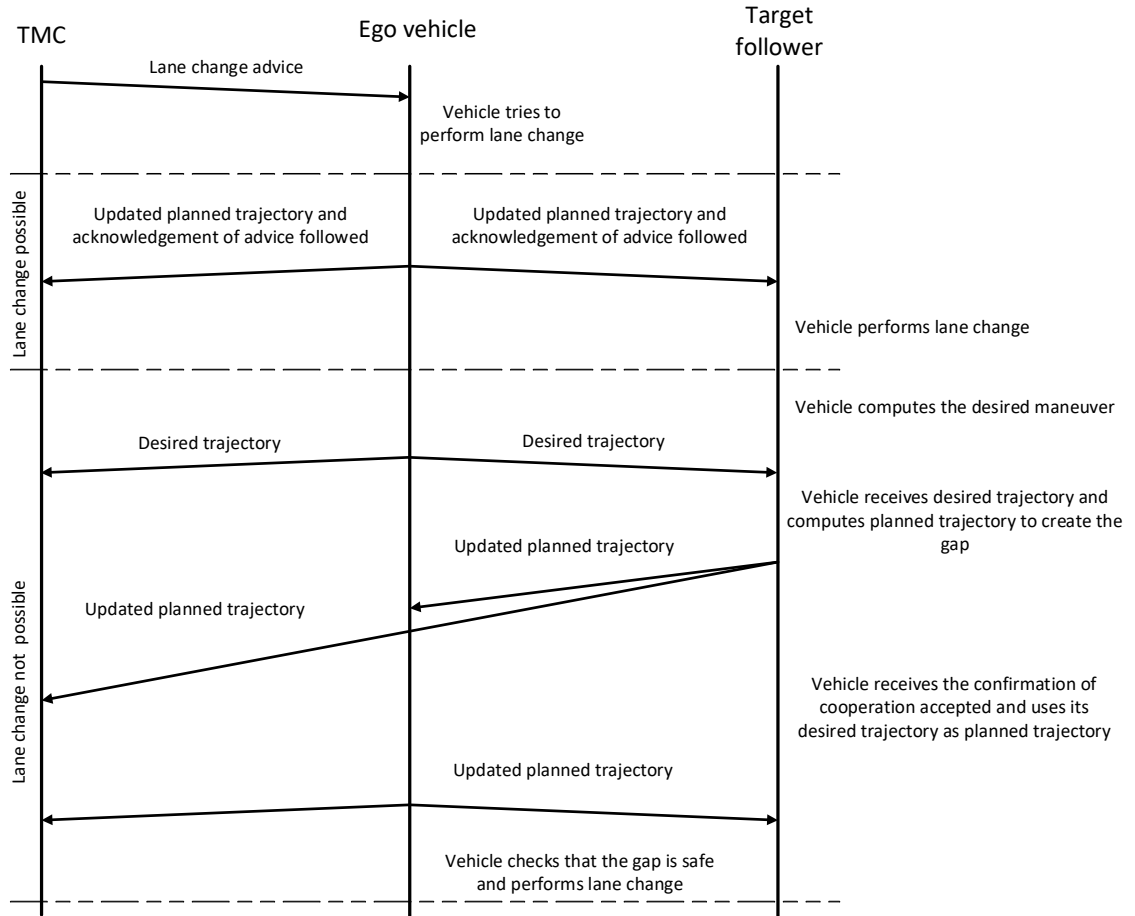 TMC
Ego vehicle
Target
follower
Lane change advice
Vehicle tries to
perform lane change
Lane change possible
Updated planned trajectory and
acknowledgement of advice followed
Updated planned trajectory and
acknowledgement of advice followed
Vehicle performs lane change
Lane change not possible
Vehicle computes the desired maneuver
Desired trajectory
Desired trajectory
Vehicle receives desired trajectory and
computes planned trajectory to create the
gap
Updated planned trajectory
Updated planned trajectory
Vehicle receives the confirmation of
cooperation accepted and uses its
desired trajectory as planned trajectory
Updated planned trajectory
Vehicle checks that the gap is safe
and performs lane change